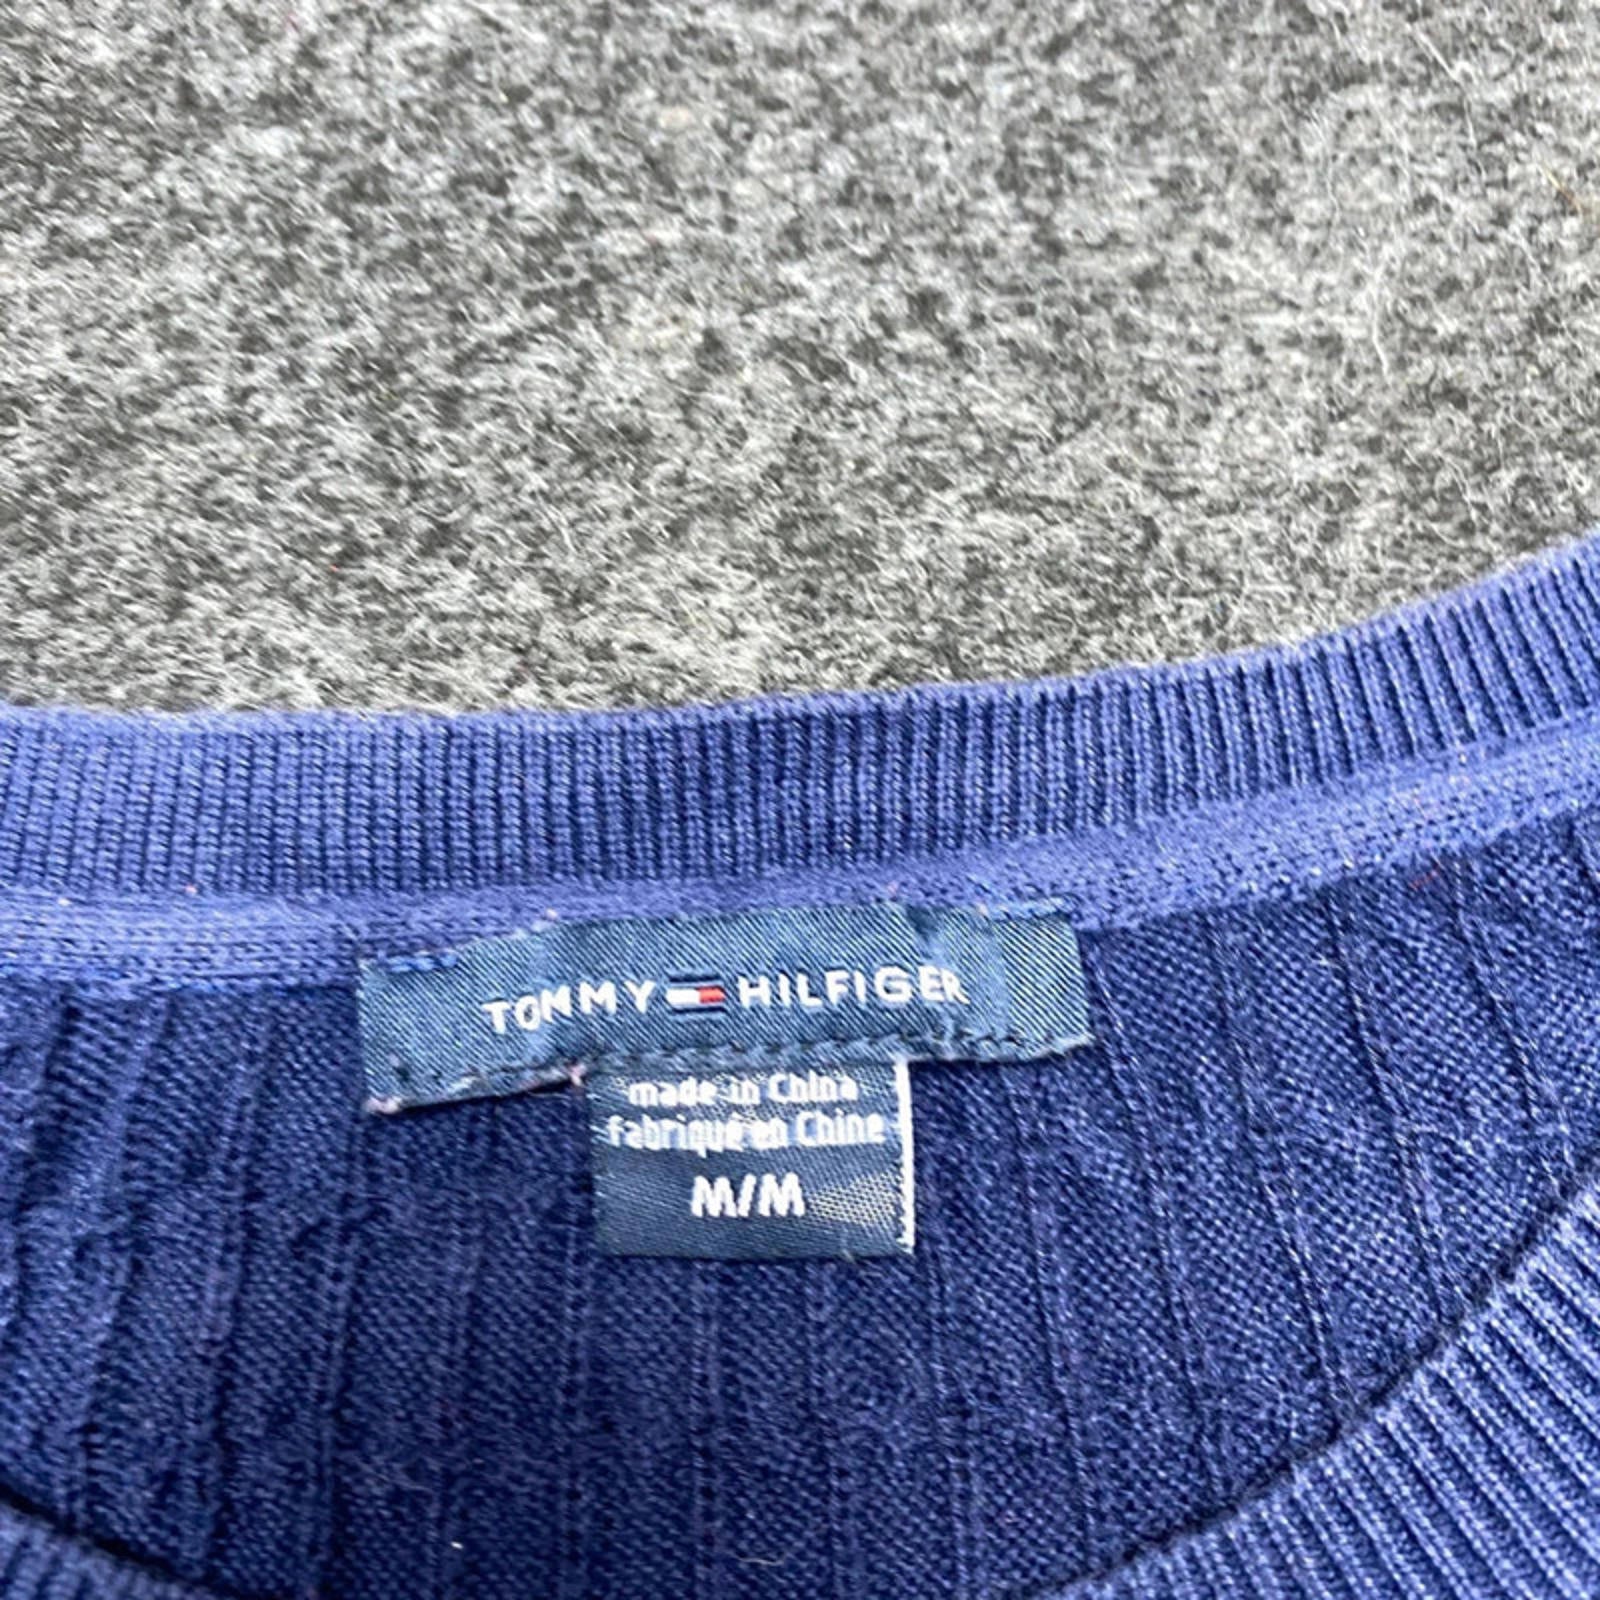 TOMMY HILFIGER
made in China
fabriqué en Chine
M/M